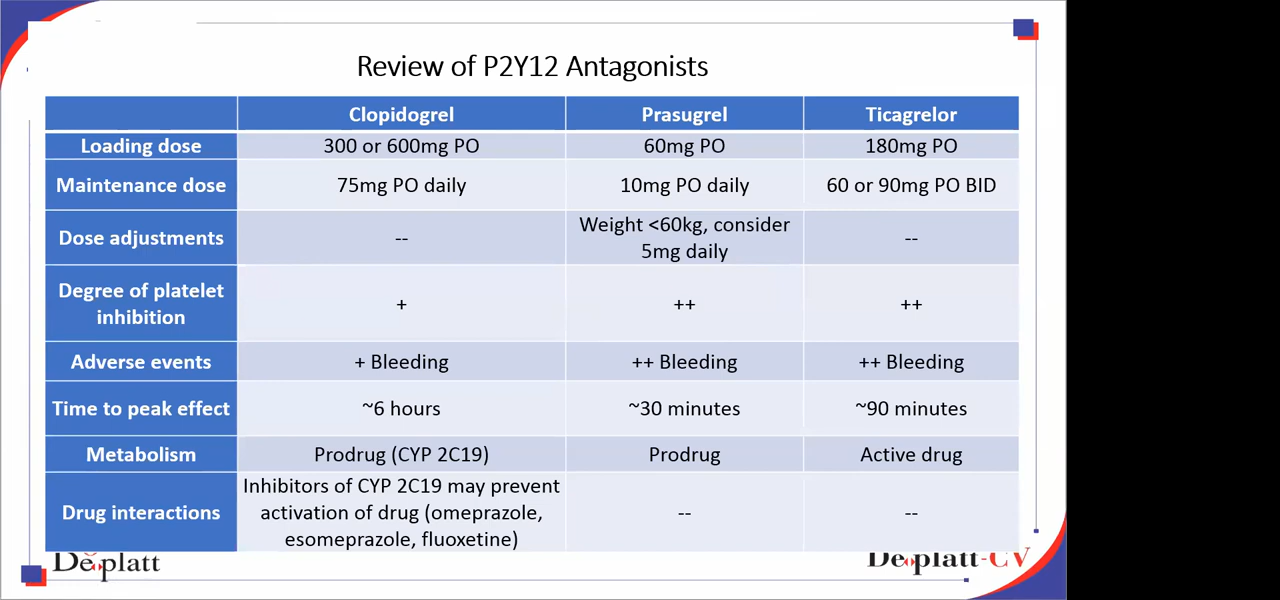 Review of P2Y12 Antagonists
Clopidogrel Prasugrel Ticagrelor
Loading dose 300 or 600mg PO 60mg PO 180mg PO
Maintenance dose 75mg PO daily 10mg PO daily 60 or 90mg PO BID
Dose adjustments -- Weight <60kg, consider
5mg daily --
Degree of platelet
inhibition + ++ ++
Adverse events + Bleeding ++ Bleeding ++ Bleeding
Time to peak effect ~6 hours ~30 minutes ~90 minutes
Metabolism Prodrug (CYP 2C19) Prodrug Active drug
Drug interactions Inhibitors of CYP 2C19 may prevent
activation of drug (omeprazole,
esomeprazole, fluoxetine) -- --
Deplatt Deplatt-CV